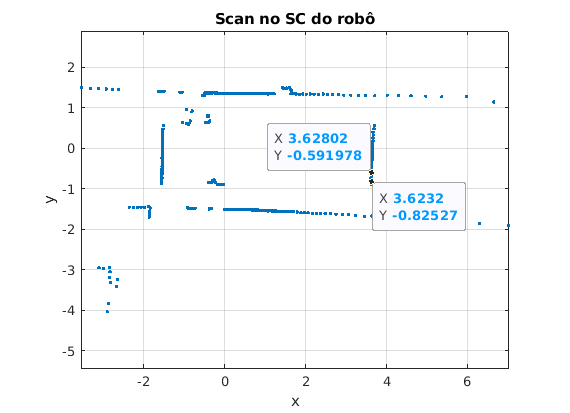 Scan no SC do robô
2
1
0
-1
-2
-3
-4
-5
y
X 3.62802
Y -0.591978
X 3.6232
Y -0.82527
-2
0
2
4
6
x